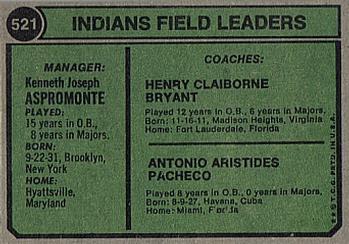 521
INDIANS FIELD LEADERS
MANAGER:
Kenneth Joseph
ASPROMONTE
PLAYED:
15 years in O.B.,
8 years in Majors.
BORN:
9-22-31, Brooklyn,
New York
HOME:
Hyattsville,
Maryland
COACHES:
HENRY CLAIBORNE
BRYANT
Played 12 years in O.B., 6 years in Majors.
Born: 11-16-11, Madison Heights, Virginia
Home: Fort Lauderdale, Florida
ANTONIO ARISTIDES
PACHECO
Played 8 years in O.B., 0 years in Majors.
Born: 8-9-27, Havana, Cuba
Home: Miami, Florida
★★ © T.C.G. PRTD. IN U.S.A.